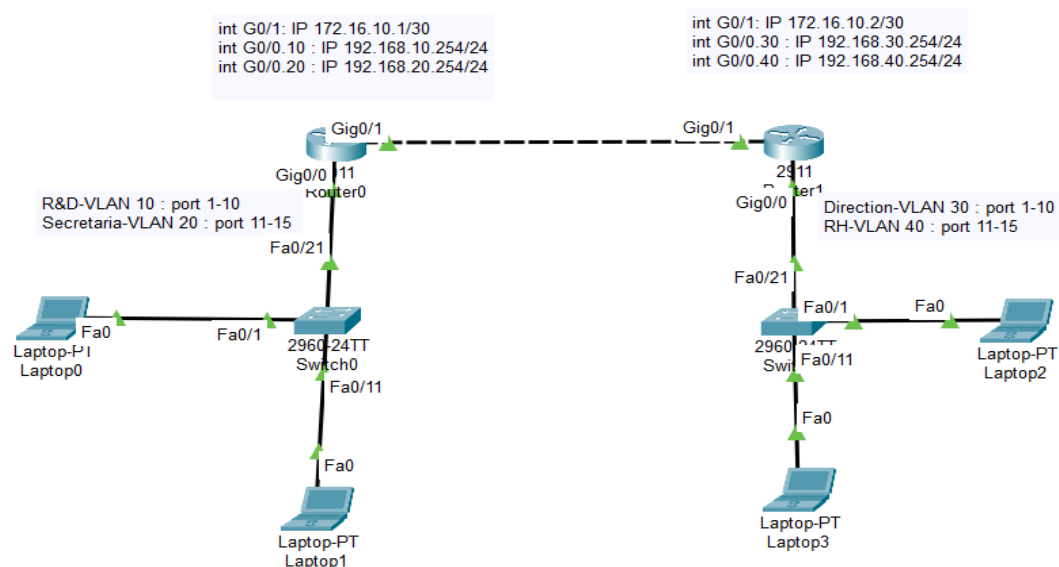 int G0/1: IP 172.16.10.1/30
int G0/0.10 : IP 192.168.10.254/24
int G0/0.20 : IP 192.168.20.254/24
int G0/1: IP 172.16.10.2/30
int G0/0.30 : IP 192.168.30.254/24
int G0/0.40 : IP 192.168.40.254/24
Gig0/1
Gig0/1
Gig0/0
Router0
2911
Gig0/0
R&D-VLAN 10 : port 1-10
Secretaria-VLAN 20 : port 11-15
Direction-VLAN 30 : port 1-10
RH-VLAN 40 : port 11-15
Fa0/21
Fa0/21
Fa0
Fa0/1
Fa0/1
Fa0
Laptop-PT
Laptop0
2960-24TT
Switch0
Fa0/11
Fa0/11
Laptop-PT
Laptop2
Fa0
Fa0
Laptop-PT
Laptop1
Laptop-PT
Laptop3